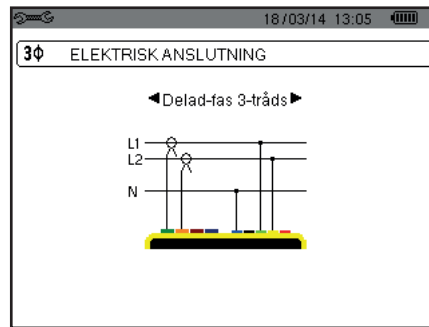 18/03/14 13:05
3ϕ ELEKTRISK ANSLUTNING
◄Delad-fas 3-tråds►
L1
L2
N